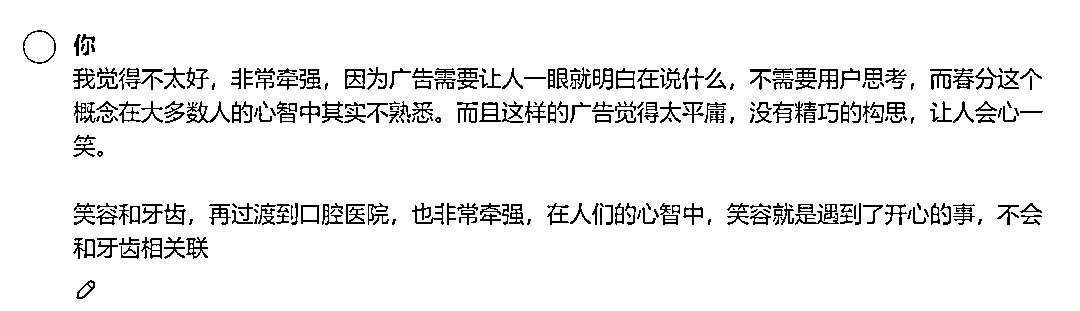 你
我觉得不太好，非常牵强，因为广告需要让人一眼就明白在说什么，不需要用户思考，而春分这个
概念在大多数人的心智中其实不熟悉。而且这样的广告觉得太平庸，没有精巧的构思，让人会心一
笑。
笑容和牙齿，再过渡到口腔医院，也非常牵强，在人们的心智中，笑容就是遇到了开心的事，不会
和牙齿相关联